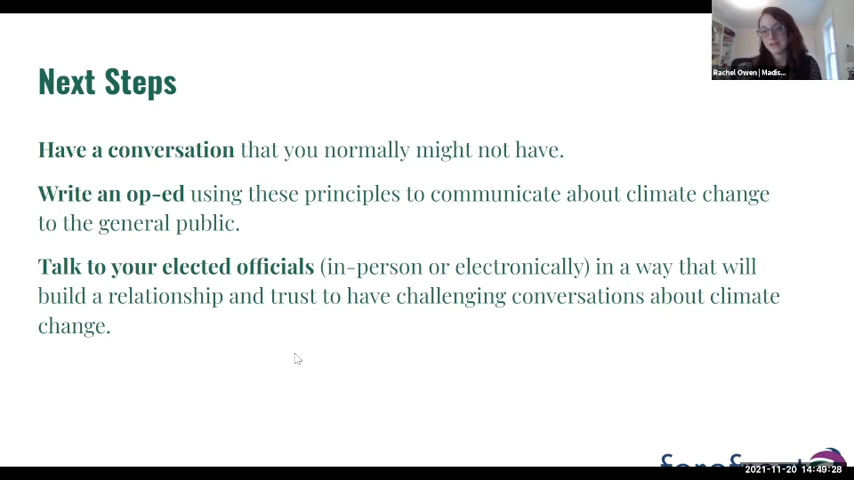 Rachel Owen | Madis...
Next Steps
Have a conversation that you normally might not have.
Write an op-ed using these principles to communicate about climate change
to the general public.
Talk to your elected officials (in-person or electronically) in a way that will
build a relationship and trust to have challenging conversations about climate
change.
2021-11-20 14:49:28